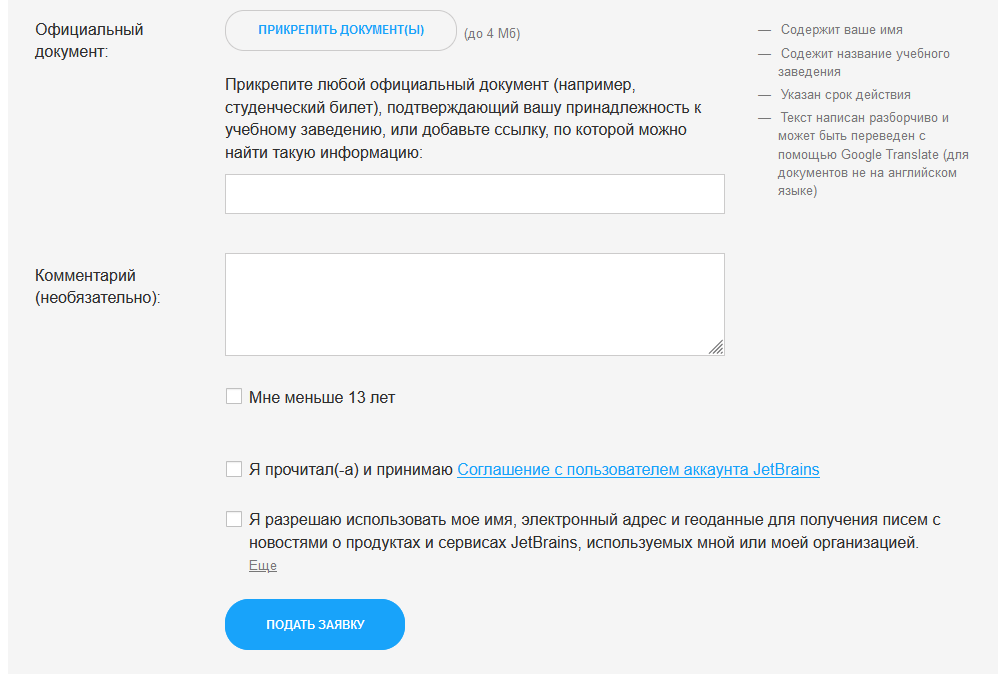 Официальный
документ:
ПРИКРЕПИТЬ ДОКУМЕНТ(Ы) (до 4 Мб)
Прикрепите любой официальный документ (например,
студенческий билет), подтверждающий вашу принадлежность к
учебному заведению, или добавьте ссылку, по которой можно
найти такую информацию:
— Содержит ваше имя
— Содежит название учебного
заведения
— Указан срок действия
— Текст написан разборчиво и
может быть переведен с
помощью Google Translate (для
документов не на английском
языке)
Комментарий
(необязательно):
Мне меньше 13 лет
Я прочитал(-а) и принимаю Соглашение с пользователем аккаунта JetBrains
Я разрешаю использовать мое имя, электронный адрес и геоданные для получения писем с
новостями о продуктах и сервисах JetBrains, используемых мной или моей организацией.
Еще
ПОДАТЬ ЗАЯВКУ